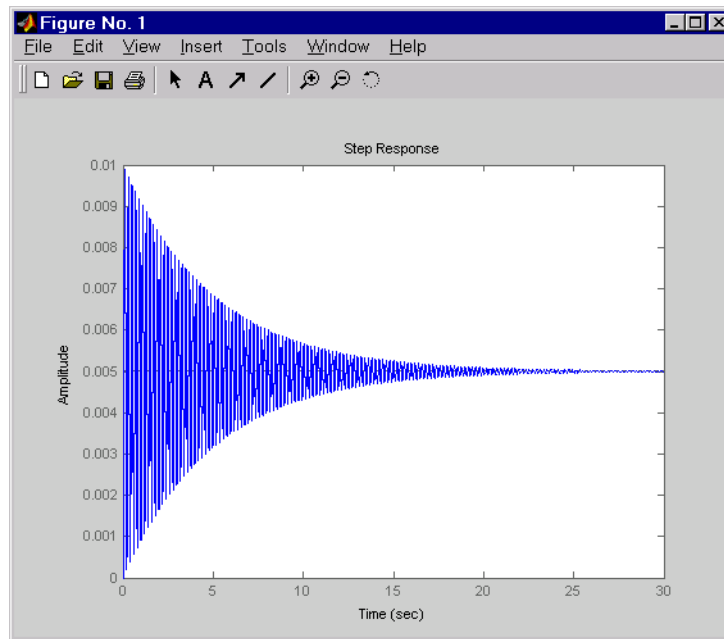 Figure No. 1
File Edit View Insert Tools Window Help
A
Step Response
0.01
0.009
0.008
0.007
0.006
0.005
0.004
0.003
0.002
0.001
0
Amplitude
0 5 10 15 20 25 30
Time (sec)